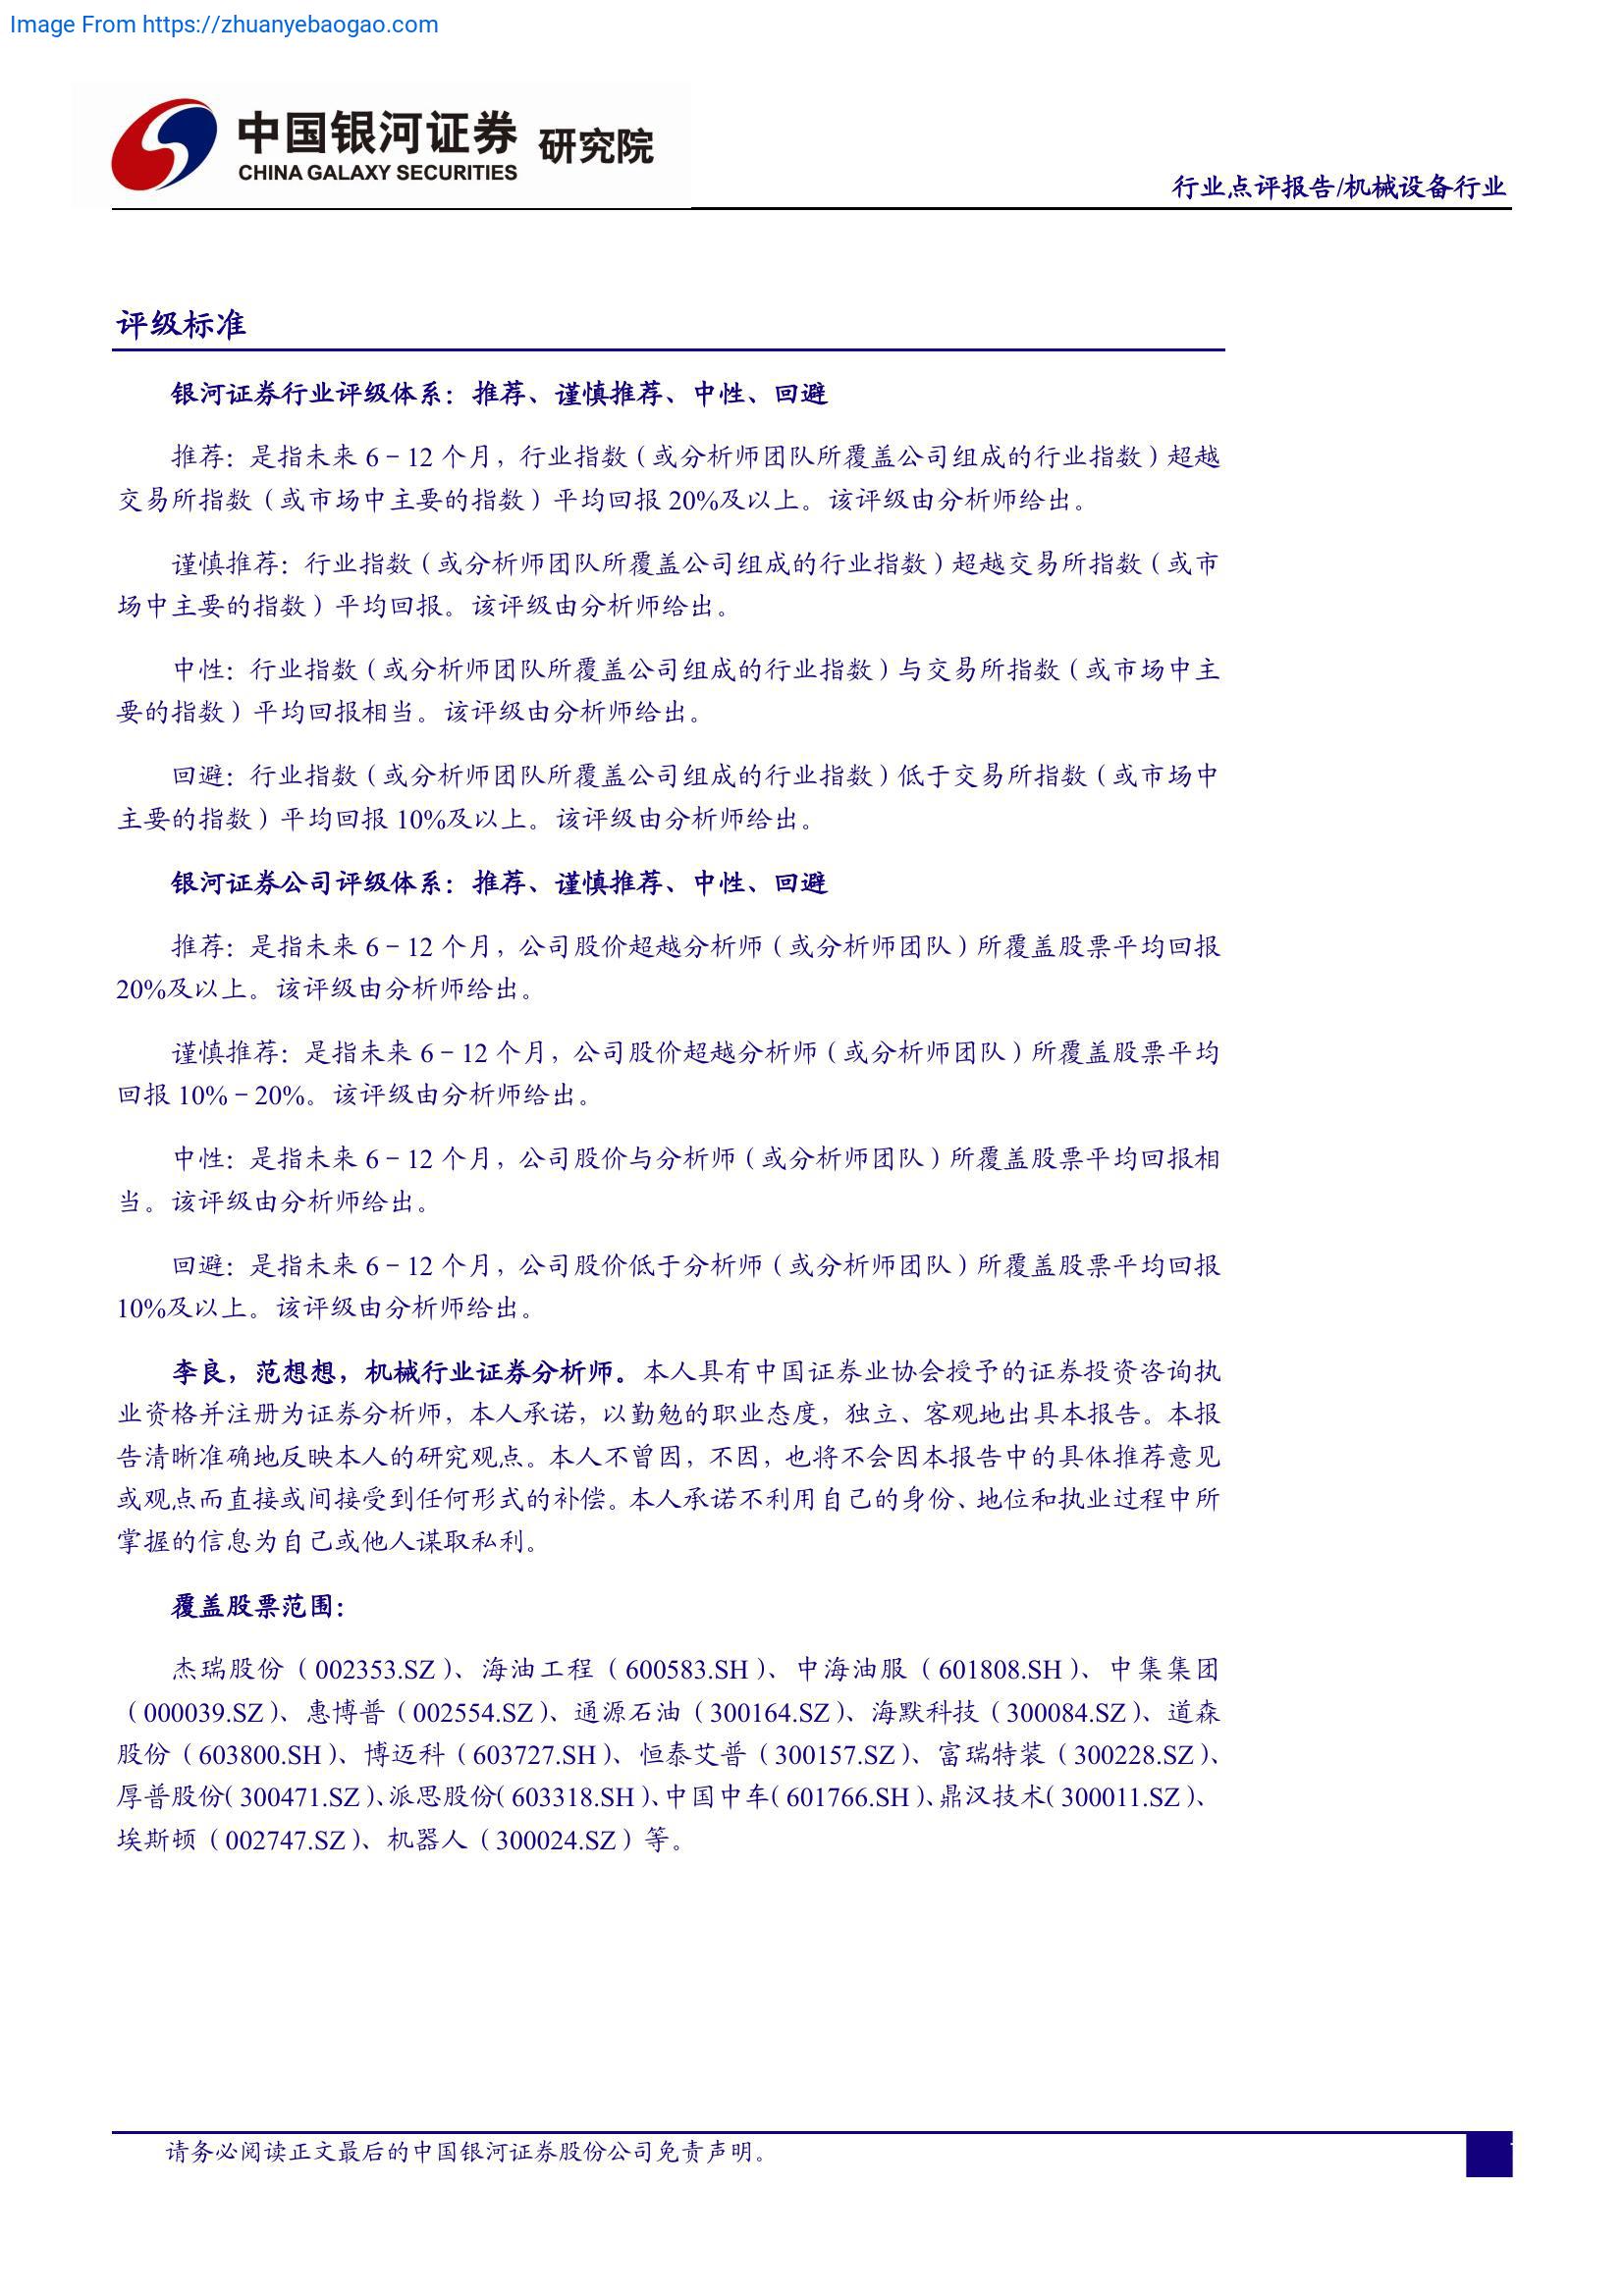 Image From https://zhuanyebaogao.com
中国银河证券 研究院
CHINA GALAXY SECURITIES
行业点评报告/机械设备行业
评级标准
银河证券行业评级体系：推荐、谨慎推荐、中性、回避
推荐：是指未来 6－12 个月，行业指数（或分析师团队所覆盖公司组成的行业指数）超越
交易所指数（或市场中主要的指数）平均回报 20%及以上。该评级由分析师给出。
谨慎推荐：行业指数（或分析师团队所覆盖公司组成的行业指数）超越交易所指数（或市
场中主要的指数）平均回报。该评级由分析师给出。
中性：行业指数（或分析师团队所覆盖公司组成的行业指数）与交易所指数（或市场中主
要的指数）平均回报相当。该评级由分析师给出。
回避：行业指数（或分析师团队所覆盖公司组成的行业指数）低于交易所指数（或市场中
主要的指数）平均回报 10%及以上。该评级由分析师给出。
银河证券公司评级体系：推荐、谨慎推荐、中性、回避
推荐：是指未来 6－12 个月，公司股价超越分析师（或分析师团队）所覆盖股票平均回报
20%及以上。该评级由分析师给出。
谨慎推荐：是指未来 6－12 个月，公司股价超越分析师（或分析师团队）所覆盖股票平均
回报 10%－20%。该评级由分析师给出。
中性：是指未来 6－12 个月，公司股价与分析师（或分析师团队）所覆盖股票平均回报相
当。该评级由分析师给出。
回避：是指未来 6－12 个月，公司股价低于分析师（或分析师团队）所覆盖股票平均回报
10%及以上。该评级由分析师给出。
李良，范想想，机械行业证券分析师。本人具有中国证券业协会授予的证券投资咨询执
业资格并注册为证券分析师，本人承诺，以勤勉的职业态度，独立、客观地出具本报告。本报
告清晰准确地反映本人的研究观点。本人不曾因，不因，也将不会因本报告中的具体推荐意见
或观点而直接或间接受到任何形式的补偿。本人承诺不利用自己的身份、地位和执业过程中所
掌握的信息为自己或他人谋取私利。
覆盖股票范围：
杰瑞股份（002353.SZ）、海油工程（600583.SH）、中海油服（601808.SH）、中集集团
（000039.SZ）、惠博普（002554.SZ）、通源石油（300164.SZ）、海默科技（300084.SZ）、道森
股份（603800.SH）、博迈科（603727.SH）、恒泰艾普（300157.SZ）、富瑞特装（300228.SZ）、
厚普股份（300471.SZ）、派思股份（603318.SH）、中国中车（601766.SH）、鼎汉技术（300011.SZ）、
埃斯顿（002747.SZ）、机器人（300024.SZ）等。
请务必阅读正文最后的中国银河证券股份公司免责声明。